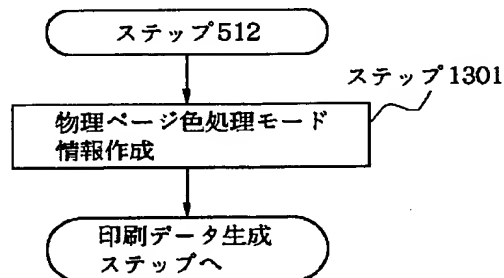 ステップ512
ステップ1301
物理ページ色処理モード
情報作成
印刷データ生成
ステップへ